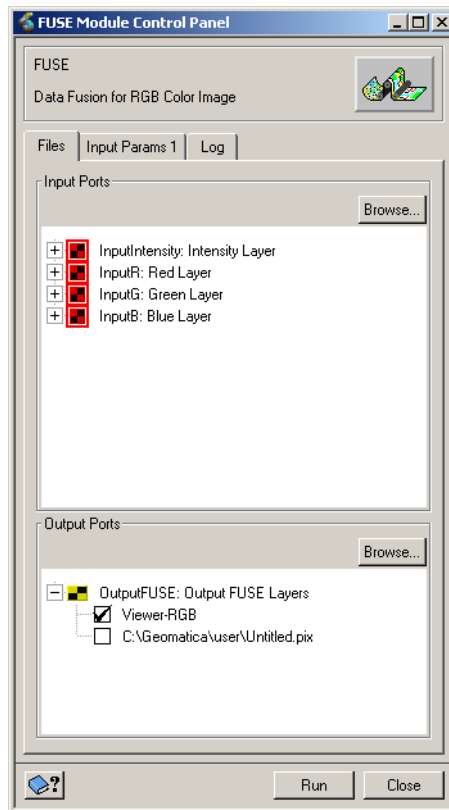 FUSE Module Control Panel
FUSE
Data Fusion for RGB Color Image
Files Input Params 1 Log
Input Ports
Browse...
InputIntensity: Intensity Layer
InputR: Red Layer
InputG: Green Layer
InputB: Blue Layer
Output Ports
Browse...
OutputFUSE: Output FUSE Layers
Viewer-RGB
C:\Geomatica\user\Untitled.pix
? Run Close